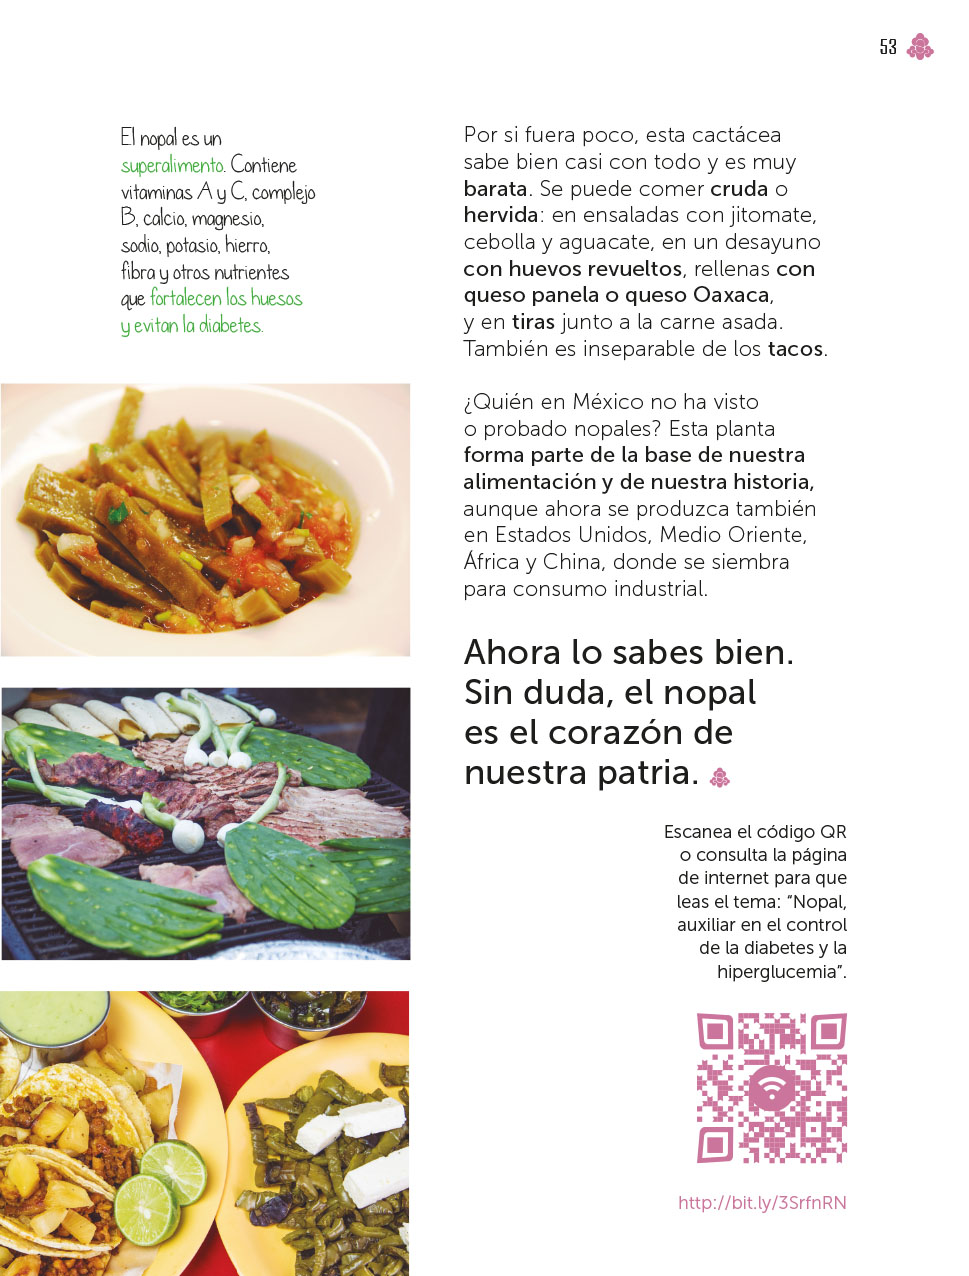 53
El nopal es un
superalimento. Contiene
vitaminas A y C, complejo
B, calcio, magnesio,
sodio, potasio, hierro,
fibra y otros nutrientes
que fortalecen los huesos
y evitan la diabetes.
Por si fuera poco, esta cactácea
sabe bien casi con todo y es muy
barata. Se puede comer cruda o
hervida: en ensaladas con jitomate,
cebolla y aguacate, en un desayuno
con huevos revueltos, rellenas con
queso panela o queso Oaxaca,
y en tiras junto a la carne asada.
También es inseparable de los tacos.
¿Quién en México no ha visto
o probado nopales? Esta planta
forma parte de la base de nuestra
alimentación y de nuestra historia,
aunque ahora se produzca también
en Estados Unidos, Medio Oriente,
África y China, donde se siembra
para consumo industrial.
Ahora lo sabes bien.
Sin duda, el nopal
es el corazón de
nuestra patria.
Escanea el código QR
o consulta la página
de internet para que
leas el tema: “Nopal,
auxiliar en el control
de la diabetes y la
hiperglucemia”.
http://bit.ly/3SrfnRN